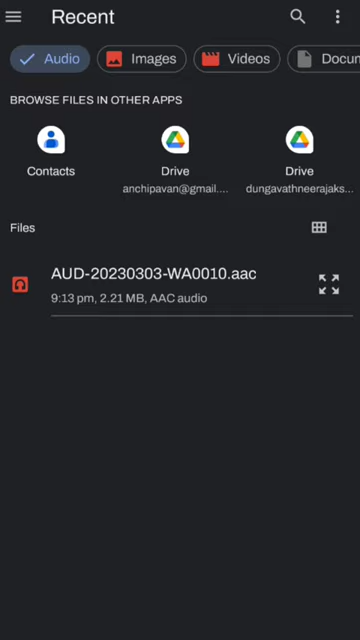 Recent
Audio Images Videos Docum
BROWSE FILES IN OTHER APPS
Contacts Drive Drive
anchipavan@gmail.... dungavathneerajaks...
Files
AUD-20230303-WA0010.aac
9:13 pm, 2.21 MB, AAC audio